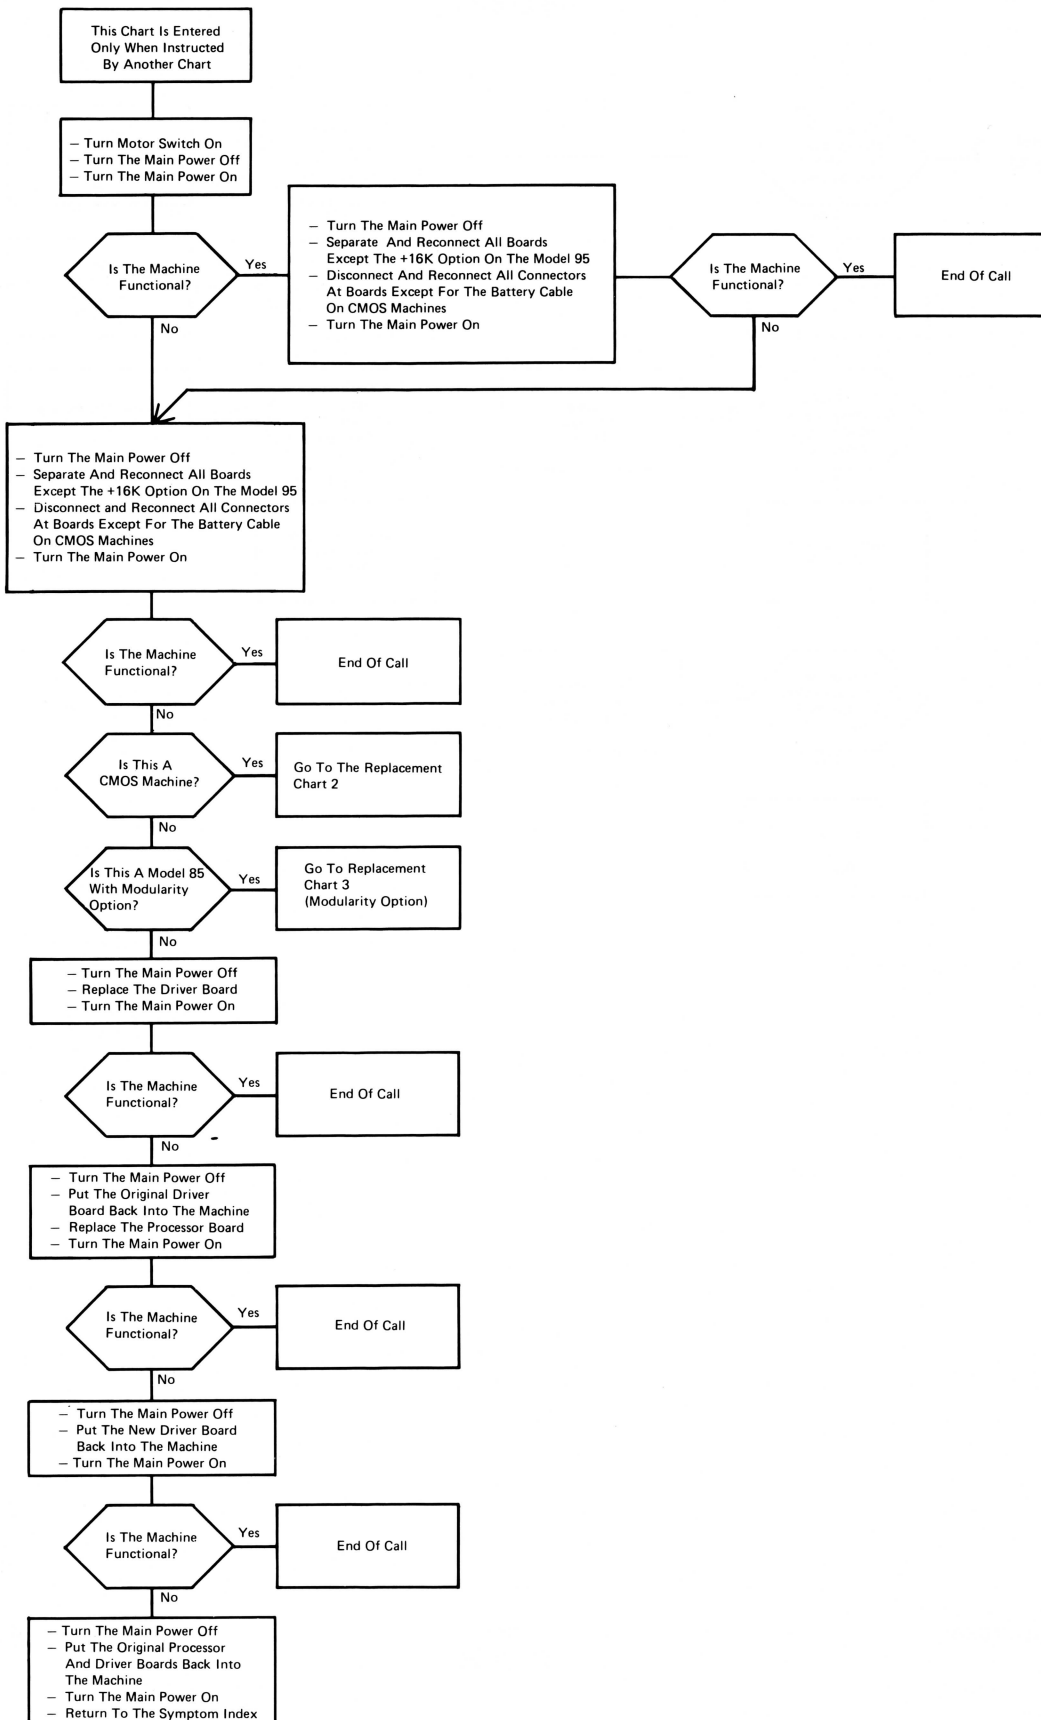 This Chart Is Entered
Only When Instructed
By Another Chart
— Turn Motor Switch On
— Turn The Main Power Off
— Turn The Main Power On
Is The Machine
Functional?
Yes
No
— Turn The Main Power Off
— Separate And Reconnect All Boards
Except The +16K Option On The Model 95
— Disconnect And Reconnect All Connectors
At Boards Except For The Battery Cable
On CMOS Machines
— Turn The Main Power On
Is The Machine
Functional?
Yes
No
End Of Call
— Turn The Main Power Off
— Separate And Reconnect All Boards
Except The +16K Option On The Model 95
— Disconnect and Reconnect All Connectors
At Boards Except For The Battery Cable
On CMOS Machines
— Turn The Main Power On
Is The Machine
Functional?
Yes
End Of Call
No
Is This A
CMOS Machine?
Yes
Go To The Replacement
Chart 2
No
Is This A Model 85
With Modularity
Option?
Yes
Go To Replacement
Chart 3
(Modularity Option)
No
— Turn The Main Power Off
— Replace The Driver Board
— Turn The Main Power On
Is The Machine
Functional?
Yes
End Of Call
No
— Turn The Main Power Off
— Put The Original Driver
Board Back Into The Machine
— Replace The Processor Board
— Turn The Main Power On
Is The Machine
Functional?
Yes
End Of Call
No
— Turn The Main Power Off
— Put The New Driver Board
Back Into The Machine
— Turn The Main Power On
Is The Machine
Functional?
Yes
End Of Call
No
— Turn The Main Power Off
— Put The Original Processor
And Driver Boards Back Into
The Machine
— Turn The Main Power On
— Return To The Symptom Index